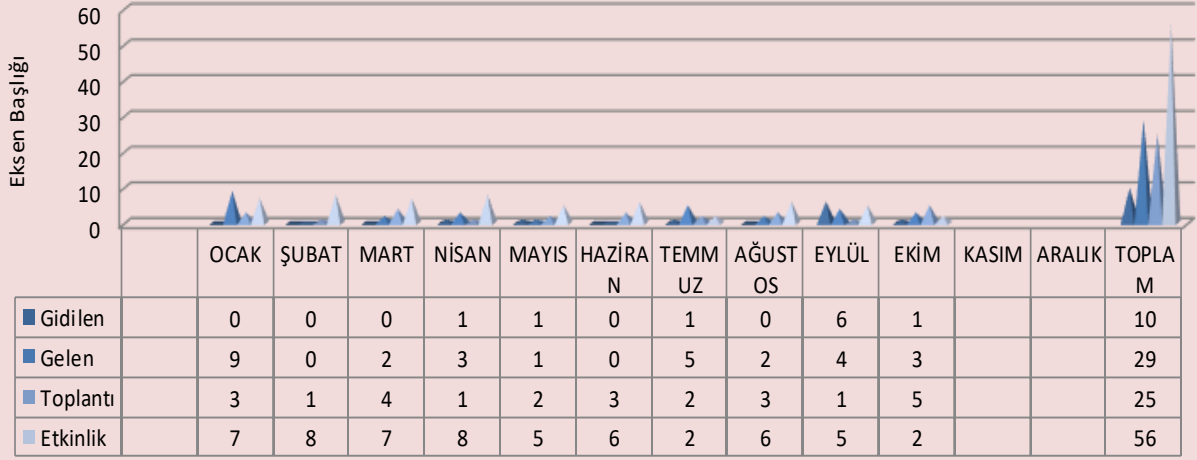 60
50
40
30
20
10
0
Eksen Başlığı
OCAK ŞUBAT MART NİSAN MAYIS HAZİRA TEMM AĞUST EYLÜL EKİM KASIM ARALIK TOPLA
N UZ OS M
Gidilen 0 0 0 1 1 0 1 0 6 1 10
Gelen 9 0 2 3 1 0 5 2 4 3 29
Toplantı 3 1 4 1 2 3 2 3 1 5 25
Etkinlik 7 8 7 8 5 6 2 6 5 2 56